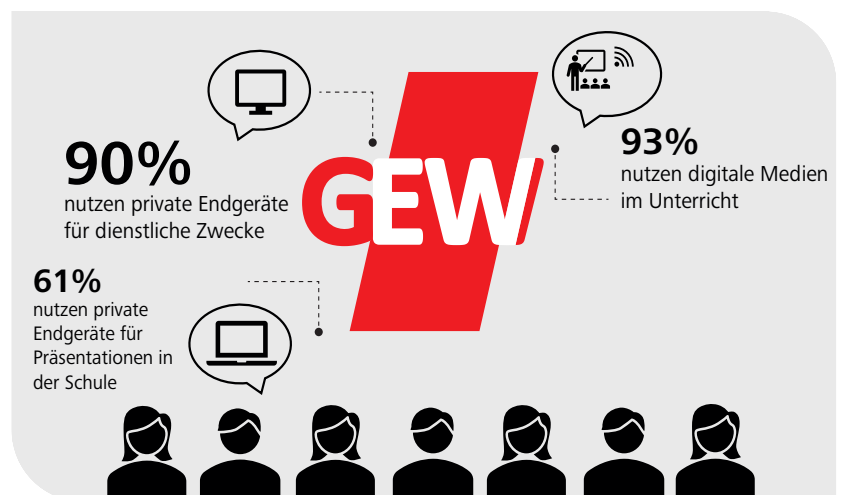 90%
nutzen private Endgeräte
für dienstliche Zwecke
61%
nutzen private
Endgeräte für
Präsentationen in
der Schule
GEW
93%
nutzen digitale Medien
im Unterricht